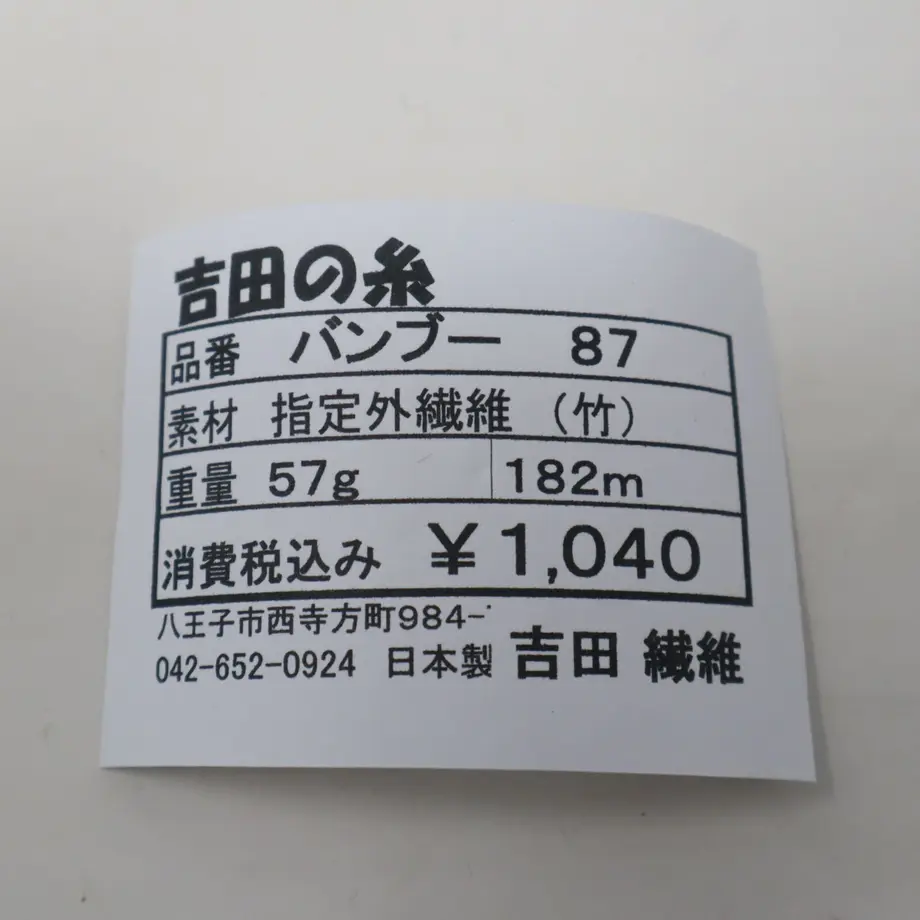 吉田の糸
品番 バンブー 87
素材 指定外繊維 (竹)
重量 57g 182m
消費税込み ¥1,040
八王子市西寺方町984-
042-652-0924 日本製 吉田 繊維